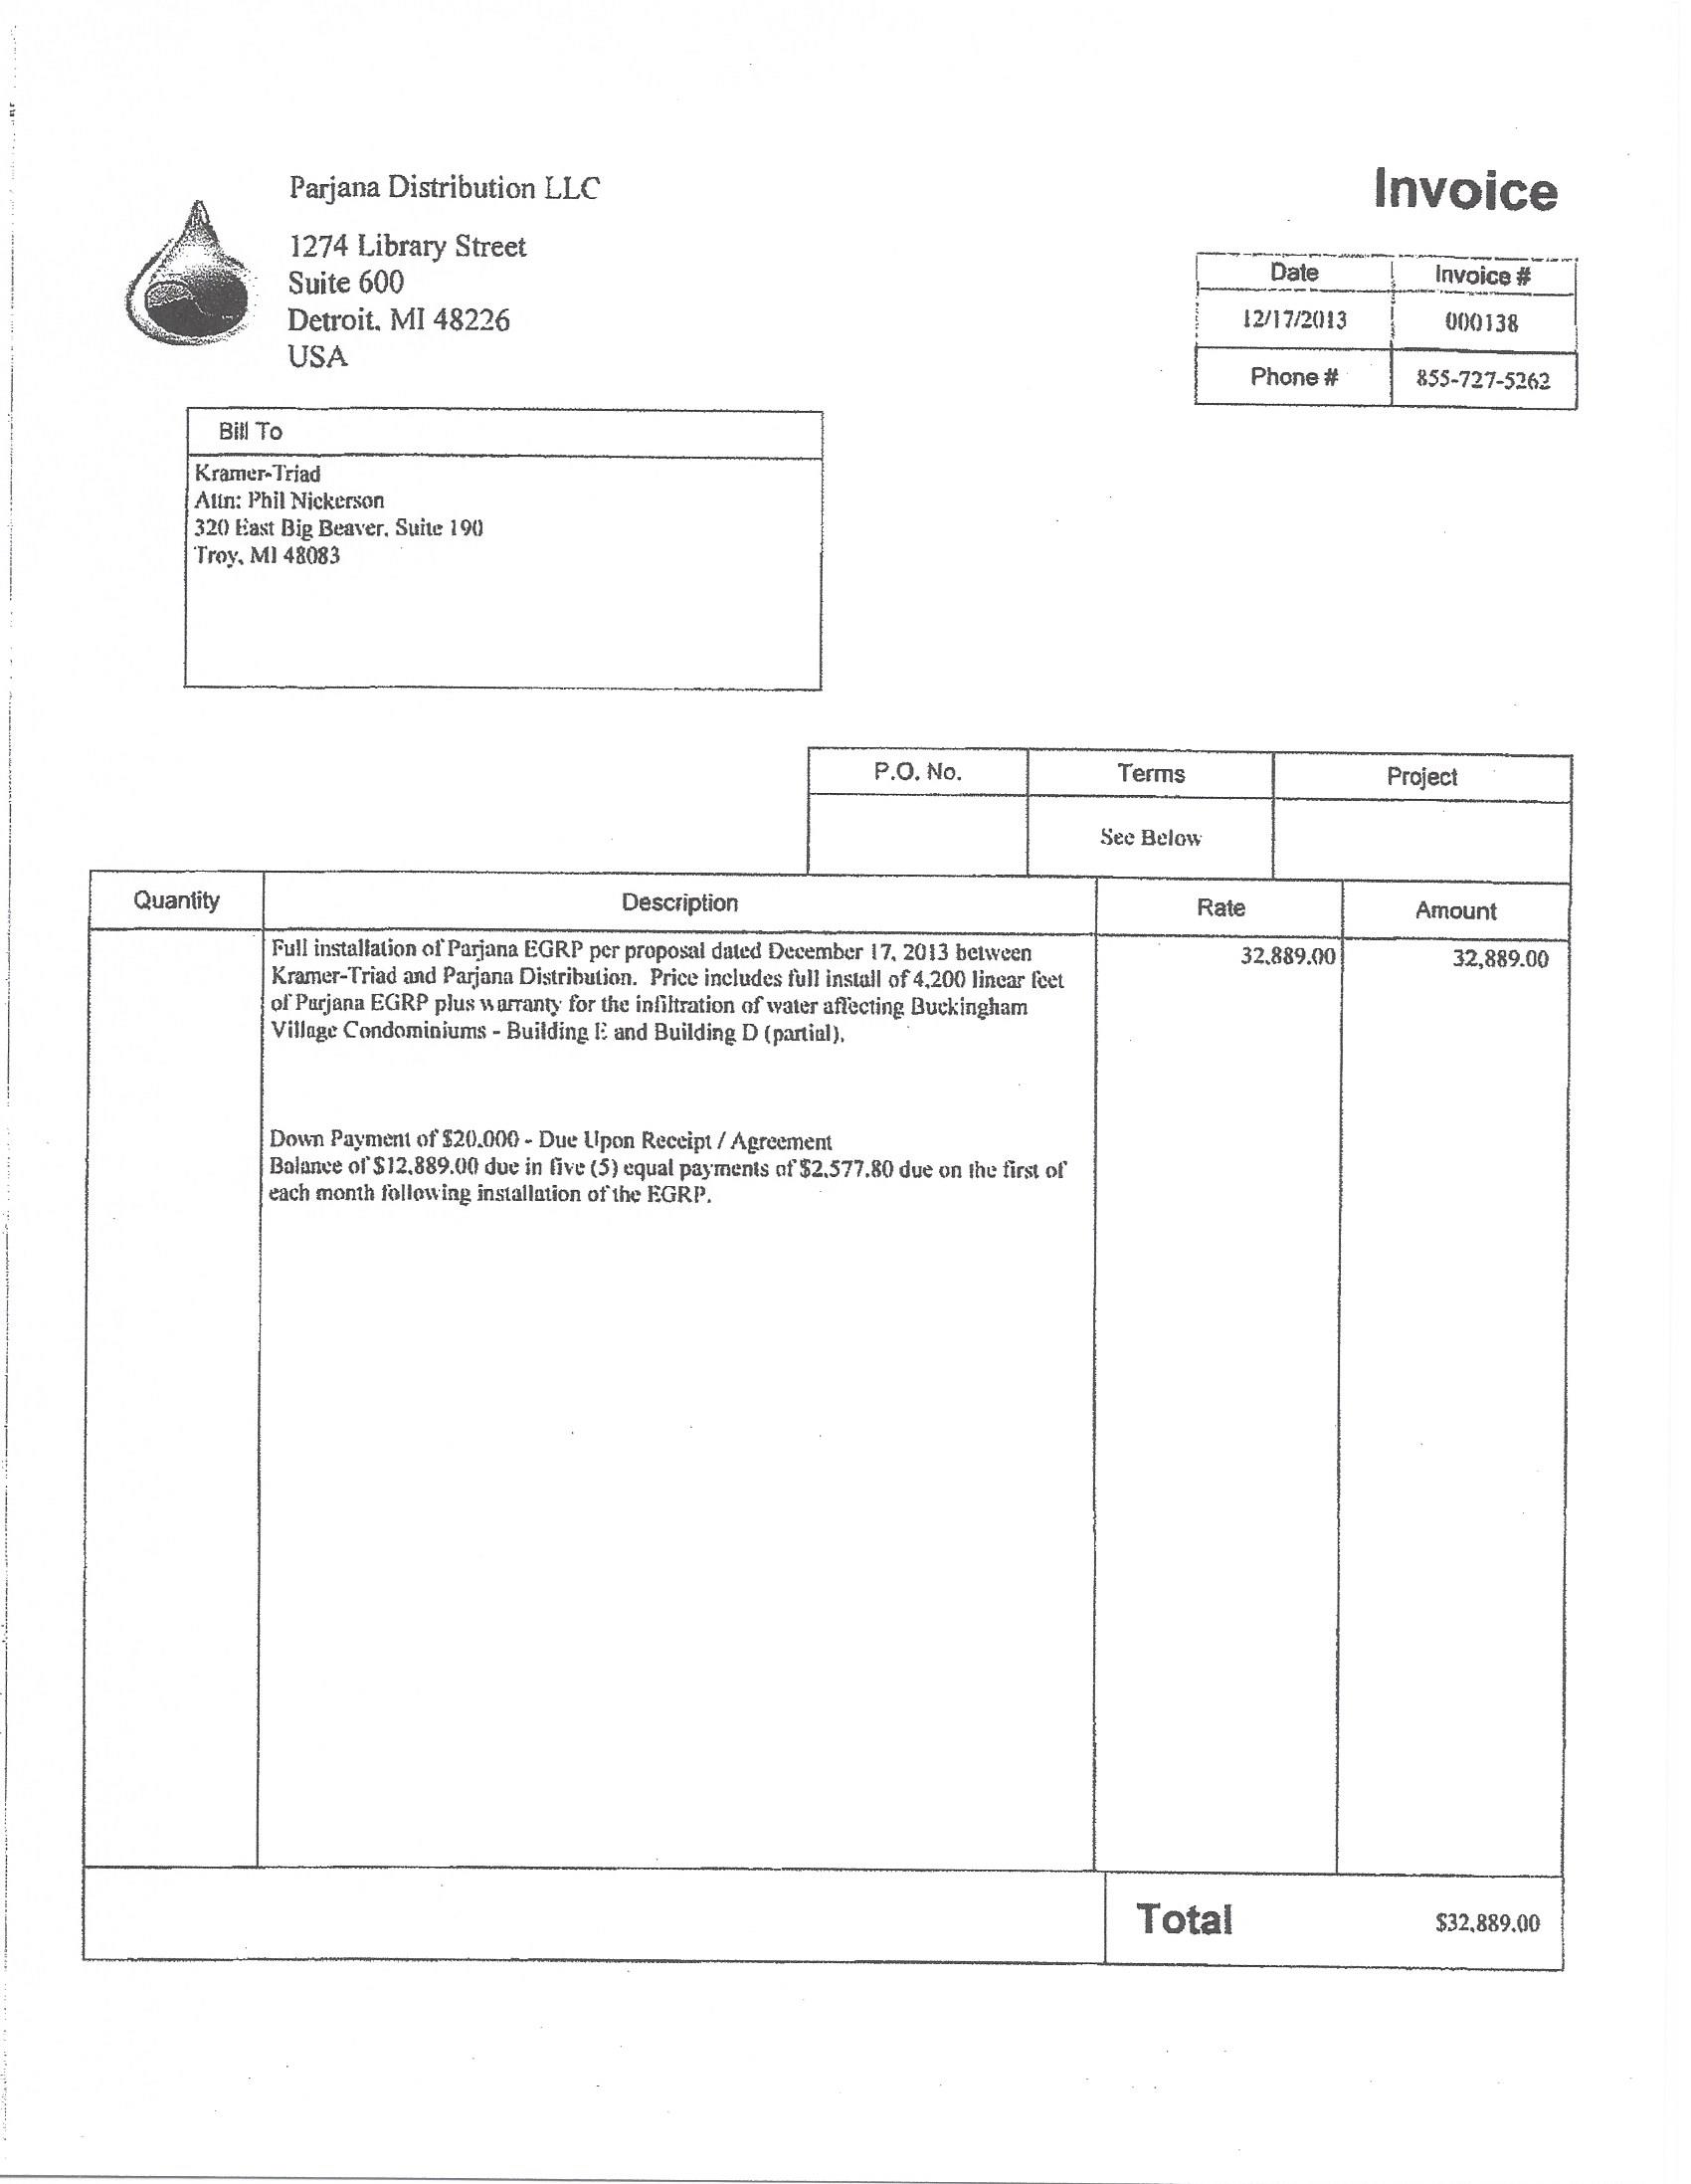 Parjana Distribution LLC
1274 Library Street
Suite 600
Detroit, MI 48226
USA
Invoice
Date Invoice #
12/17/2013 000138
Phone # 855-727-5262
Bill To
Kramer-Triad
Attn: Phil Nickerson
320 East Big Beaver, Suite 190
Troy, MI 48083
P.O. No. Terms Project
See Below
Quantity Description Rate Amount
Full installation of Parjana EGRP per proposal dated December 17, 2013 between 32,889.00 32,889.00
Kramer-Triad and Parjana Distribution. Price includes full install of 4,200 linear feet
of Parjana EGRP plus warranty for the infiltration of water affecting Buckingham
Village Condominiums - Building E and Building D (partial).
Down Payment of $20,000 - Due Upon Receipt / Agreement
Balance of $12,889.00 due in five (5) equal payments of $2,577.80 due on the first of
each month following installation of the EGRP.
Total $32,889.00